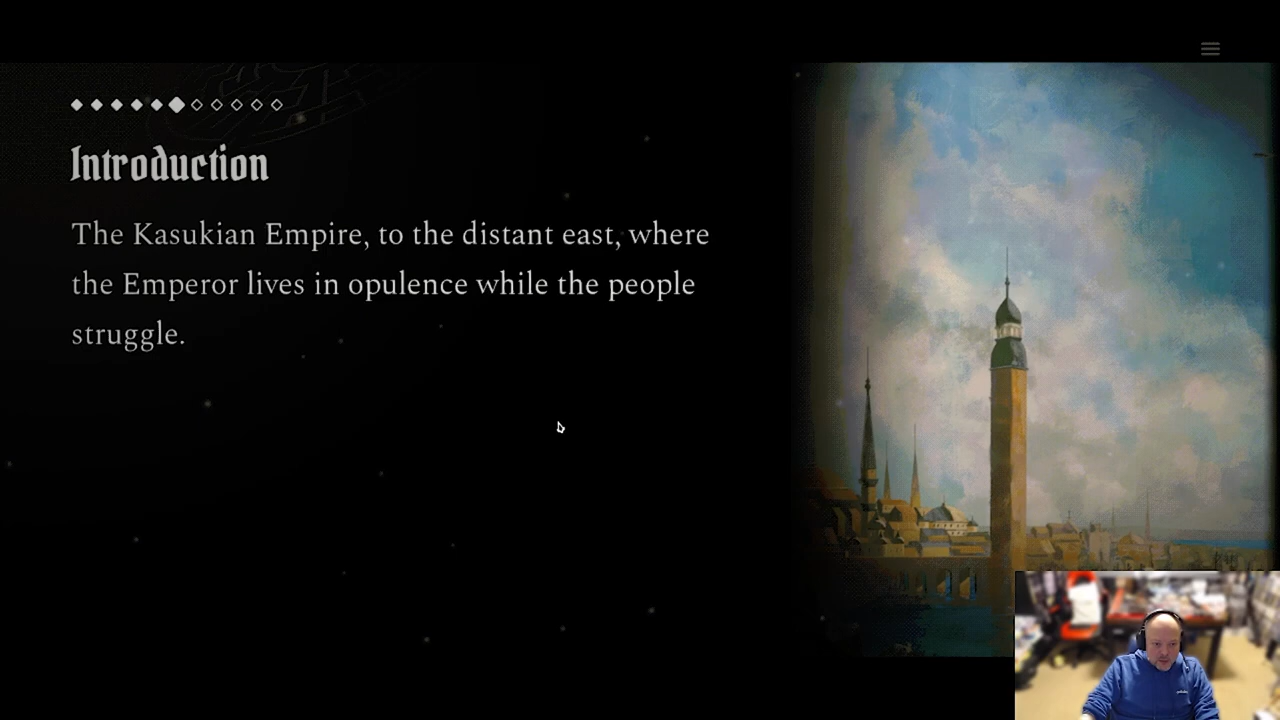 Introduction
The Kasukian Empire, to the distant east, where
the Emperor lives in opulence while the people
struggle.